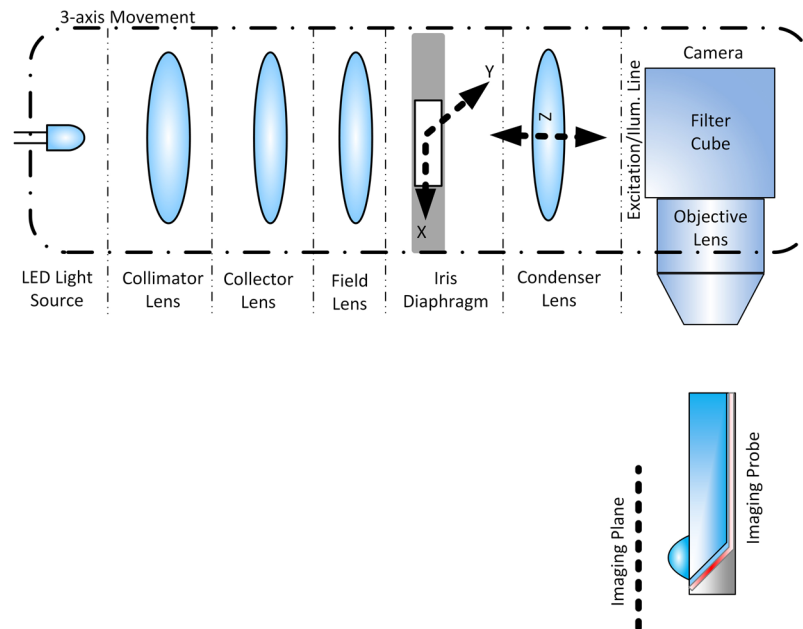 3-axis Movement
Camera
Y
Z
X
Excitation/Ilum. Line
Filter
Cube
Objective
Lens
LED Light
Source
Collimator
Lens
Collector
Lens
Field
Lens
Iris
Diaphragm
Condenser
Lens
Imaging Plane
Imaging Probe